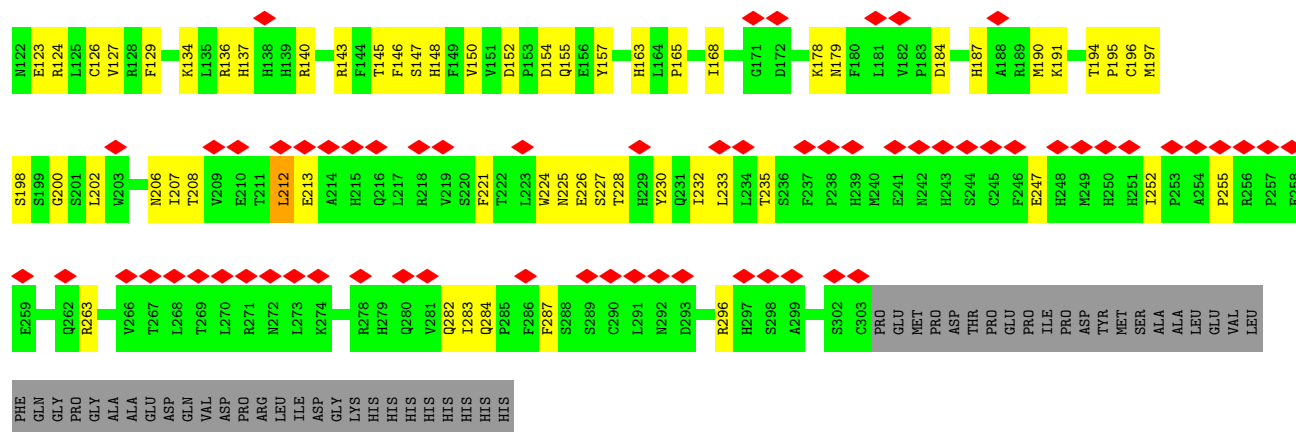 N122 E123 R124 L125 C126 V127 R128 F129 K134 L135 R136 H137 H138 H139 R140 R143 F144 T145 F146 S147 H148 F149 V150 V151 D152 P153 D154 Q155 E156 Y157 H163 L164 P165 I168 G171 D172 K178 N179 F180 L181 V182 P183 D184 H187 A188 R189 M190 K191 T194 P195 C196 M197
S198 S199 G200 S201 L202 W203 N206 I207 T208 V209 E210 T211 L212 E213 A214 H215 Q216 L217 R218 V219 S220 F221 T222 L223 W224 N225 E226 S227 T228 H229 Y230 Q231 I232 L233 L234 T235 S236 F237 P238 H239 M240 E241 N242 H243 S244 C245 F246 E247 H248 M249 H250 H251 I252 P253 A254 P255 R256 P257 E258
E259 Q262 R263 V266 T267 L268 T269 L270 R271 N272 L273 K274 R278 H279 Q280 V281 Q282 I283 Q284 P285 F286 F287 S288 S289 C290 L291 N292 D293 R296 H297 S298 A299 S302 C303 PRO GLU MET PRO ASP THR PRO GLU PRO ILE PRO ASP TYR MET SER ALA ALA LEU GLU VAL LEU
PHE GLN GLY PRO GLY ALA ALA GLU ASP GLN VAL ASP PRO ARG LEU ILE ASP GLY LYS HIS HIS HIS HIS HIS HIS HIS HIS